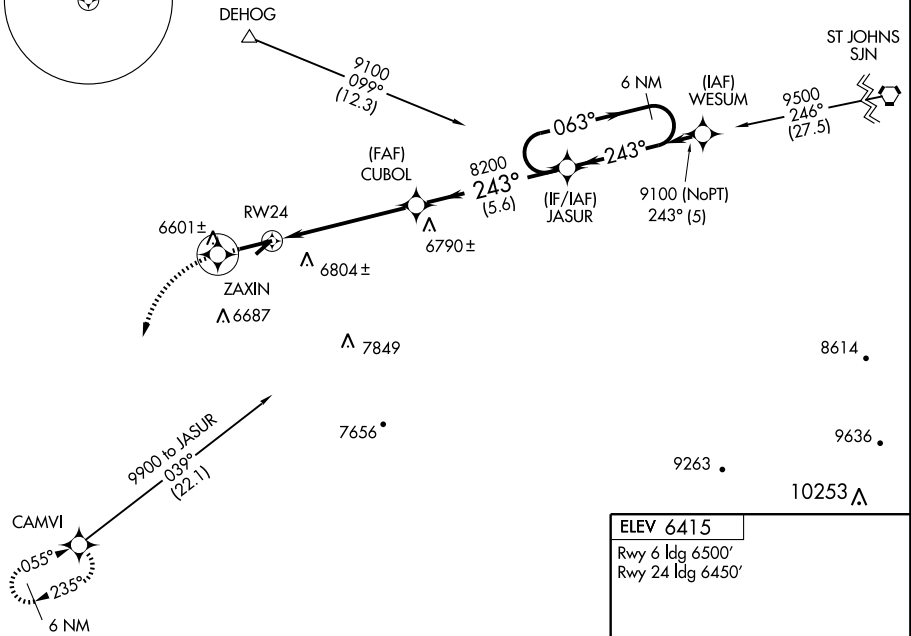 DEHOG
9100
099°
(12.3)
ST JOHNS
SJN
6 NM
(IAF)
WESUM
9500
246°
(27.5)
063°
243°
(FAF)
CUBOL
8200
243°
(5.6)
(IF/IAF)
JASUR
9100 (NoPT)
243° (5)
RW24
6601±
6790±
6804±
ZAXIN
6687
7849
8614
7656
9636
9263
10253
9900 to JASUR
039°
(22.1)
CAMVI
055°
235°
6 NM
ELEV 6415
Rwy 6 ldg 6500'
Rwy 24 ldg 6450'